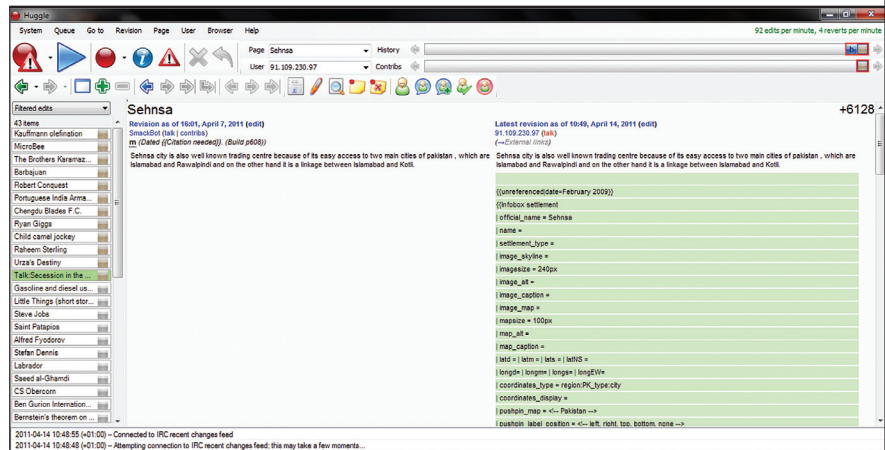 Huggle
System Queue Go to Revision Page User Browser Help
92 edits per minute, 4 reverts per minute
Page Sehnsa History
User 91.109.230.97 Contribs
Filtered edits
43 items
Kauffmann olefination
MicroBee
The Brothers Karamaz...
Barbajuan
Robert Conquest
Portuguese India Arma...
Chengdu Blades F.C.
Ryan Giggs
Child camel jockey
Raheem Sterling
Urza's Destiny
Talk:Secession in the ...
Gasoline and diesel us...
Little Things (short stor...
Steve Jobs
Saint Patapios
Alfred Fyodorov
Stefan Dennis
Labrador
Saeed al-Ghamdi
CS Obercorn
Ben Gurion Internation...
Bernstein's theorem on ...
Sehnsa
+6128
Revision as of 16:01, April 7, 2011 (edit)
SmackBot (talk | contribs)
m (Dated {{Citation needed}}. (Build p608))
Sehnsa city is also well known trading centre because of its easy access to two main cities of pakistan , which are
Islamabad and Rawalpindi and on the other hand it is a linkage between Islamabad and Kotli.
Latest revision as of 10:49, April 14, 2011 (edit)
91.109.230.97 (talk)
(→External links)
Sehnsa city is also well known trading centre because of its easy access to two main cities of pakistan , which are
Islamabad and Rawalpindi and on the other hand it is a linkage between Islamabad and Kotli.
{{unreferenced|date=February 2009}}
{{Infobox settlement
| official_name = Sehnsa
| name =
| settlement_type =
| image_skyline =
| imagesize = 240px
| image_alt =
| image_caption =
| image_map =
| mapsize = 100px
| map_alt =
| map_caption =
| latd = | latm = | lats = | latNS =
| longd= | longm= | longs= | longEW=
| coordinates_type = region:PK_type:city
| coordinates_display =
| pushpin_map = <!-- Pakistan -->
| pushpin_label_position = <!-- left, right, top, bottom, none -->
2011-04-14 10:48:55 (+01:00) – Connected to IRC recent changes feed
2011-04-14 10:48:48 (+01:00) – Attempting connection to IRC recent changes feed; this may take a few moments...